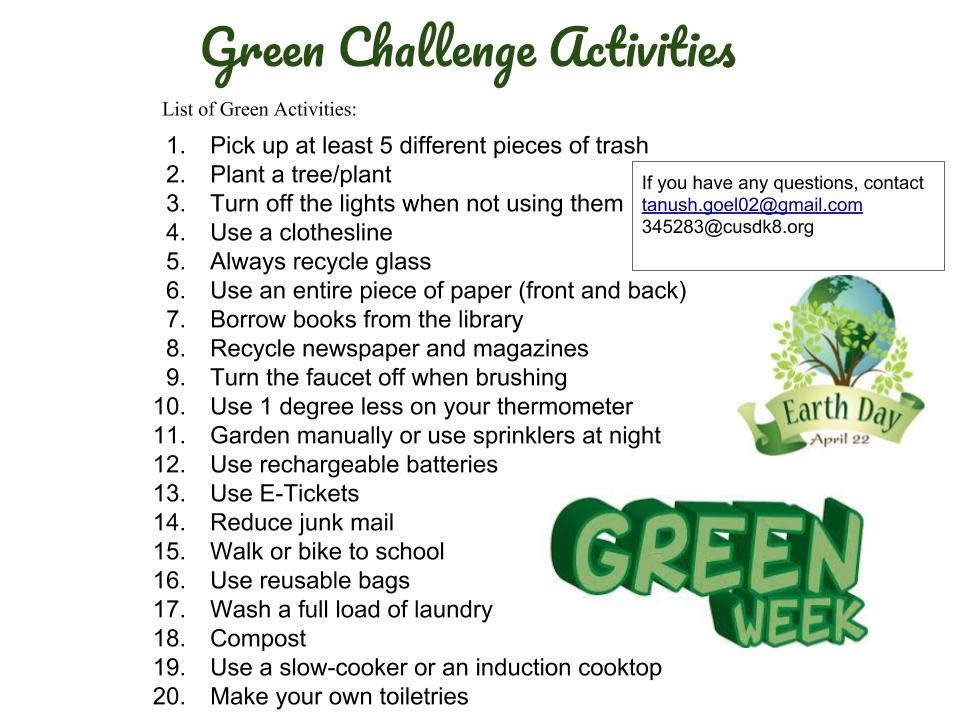 Green Challenge Activities
List of Green Activities:
1. Pick up at least 5 different pieces of trash
2. Plant a tree/plant
3. Turn off the lights when not using them
4. Use a clothesline
5. Always recycle glass
6. Use an entire piece of paper (front and back)
7. Borrow books from the library
8. Recycle newspaper and magazines
9. Turn the faucet off when brushing
10. Use 1 degree less on your thermometer
11. Garden manually or use sprinklers at night
12. Use rechargeable batteries
13. Use E-Tickets
14. Reduce junk mail
15. Walk or bike to school
16. Use reusable bags
17. Wash a full load of laundry
18. Compost
19. Use a slow-cooker or an induction cooktop
20. Make your own toiletries
If you have any questions, contact
tanush.goel02@gmail.com
345283@cusdk8.org
Earth Day
April 22
GREEN
WEEK